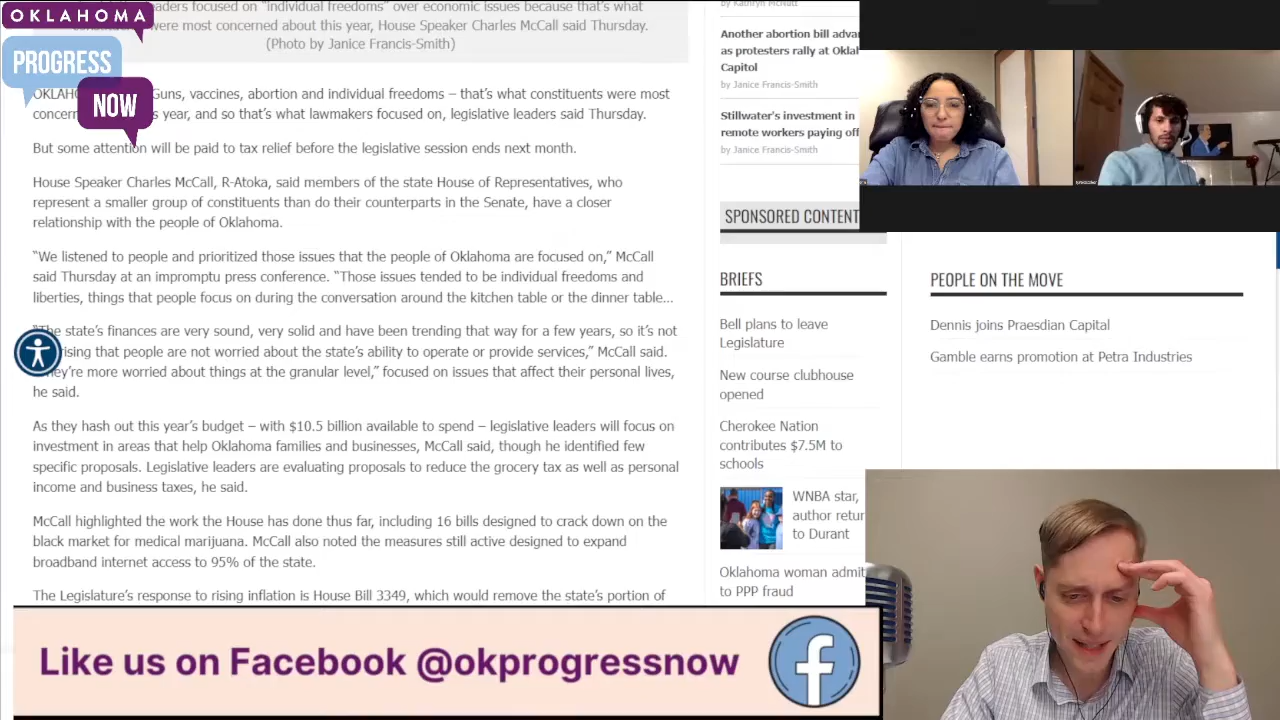 OKLAHOMA
PROGRESS
NOW
leaders focused on "individual freedoms" over economic issues because that's what
were most concerned about this year, House Speaker Charles McCall said Thursday.
(Photo by Janice Francis-Smith)
Guns, vaccines, abortion and individual freedoms – that's what constituents were most
year, and so that's what lawmakers focused on, legislative leaders said Thursday.
But some attention will be paid to tax relief before the legislative session ends next month.
House Speaker Charles McCall, R-Atoka, said members of the state House of Representatives, who
represent a smaller group of constituents than do their counterparts in the Senate, have a closer
relationship with the people of Oklahoma.
"We listened to people and prioritized those issues that the people of Oklahoma are focused on," McCall
said Thursday at an impromptu press conference. "Those issues tended to be individual freedoms and
liberties, things that people focus on during the conversation around the kitchen table or the dinner table…
"The state's finances are very sound, very solid and have been trending that way for a few years, so it's not
that people are not worried about the state's ability to operate or provide services," McCall said.
more worried about things at the granular level," focused on issues that affect their personal lives,
he said.
As they hash out this year's budget – with $10.5 billion available to spend – legislative leaders will focus on
investment in areas that help Oklahoma families and businesses, McCall said, though he identified few
specific proposals. Legislative leaders are evaluating proposals to reduce the grocery tax as well as personal
income and business taxes, he said.
McCall highlighted the work the House has done thus far, including 16 bills designed to crack down on the
black market for medical marijuana. McCall also noted the measures still active designed to expand
broadband internet access to 95% of the state.
The Legislature's response to rising inflation is House Bill 3349, which would remove the state's portion of
by Kathryn McNutt
Another abortion bill
as protesters rally at
Capitol
by Janice Francis-Smith
Stillwater's investment in
remote workers paying off
by Janice Francis-Smith
SPONSORED CONTENT
BRIEFS
Bell plans to leave
Legislature
New course clubhouse
opened
Cherokee Nation
contributes $7.5M to
schools
WNBA star,
author
to Durant
Oklahoma woman
to PPP fraud
PEOPLE ON THE MOVE
Dennis joins Praesdian Capital
Gamble earns promotion at Petra Industries
Like us on Facebook @okprogressnow